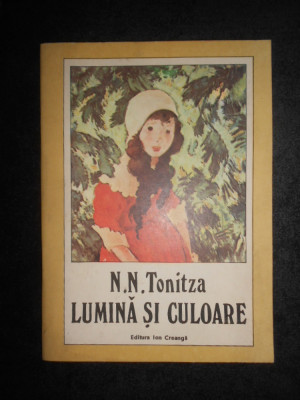 N.N.Tonitza
LUMINĂ ȘI CULOARE
Editura Ion Creangă